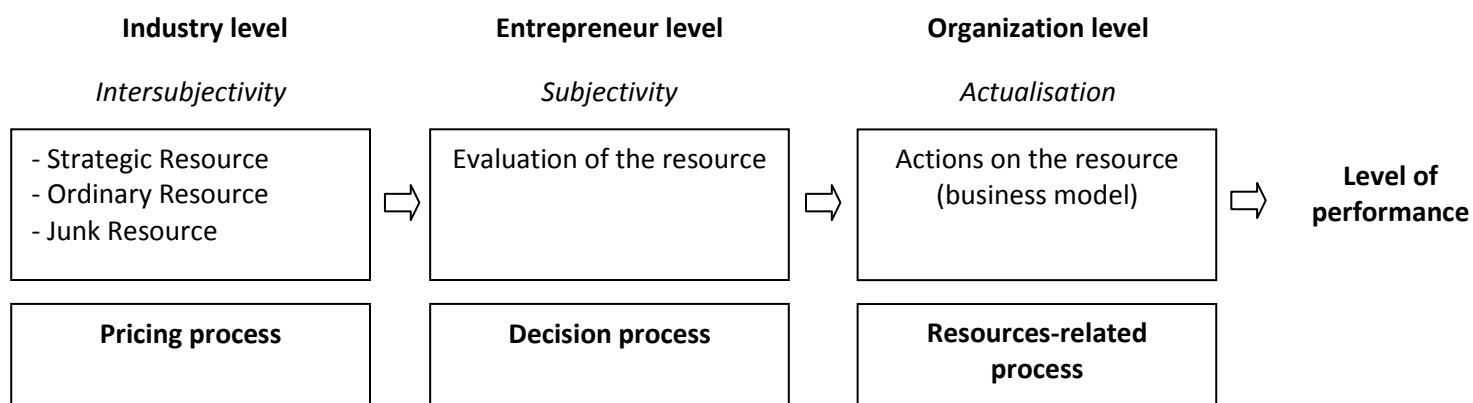 Industry level
Entrepreneur level
Organization level
Intersubjectivity
Subjectivity
Actualisation
- Strategic Resource
- Ordinary Resource
- Junk Resource
Evaluation of the resource
Actions on the resource
(business model)
Level of
performance
Pricing process
Decision process
Resources-related
process